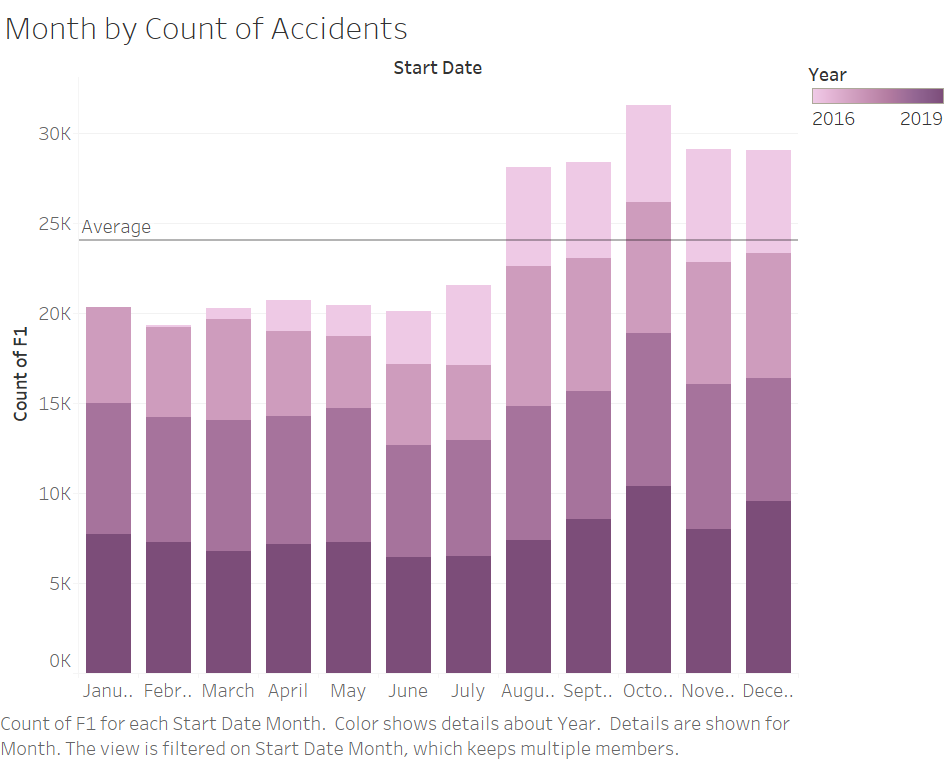 Month by Count of Accidents
Start Date
Year
2016 2019
Count of F1
30K
25K
Average
20K
15K
10K
5K
0K
Janu.. Febr.. March April May June July Augu.. Sept.. Octo.. Nove.. Dece..
Count of F1 for each Start Date Month.  Color shows details about Year.  Details are shown for
Month. The view is filtered on Start Date Month, which keeps multiple members.